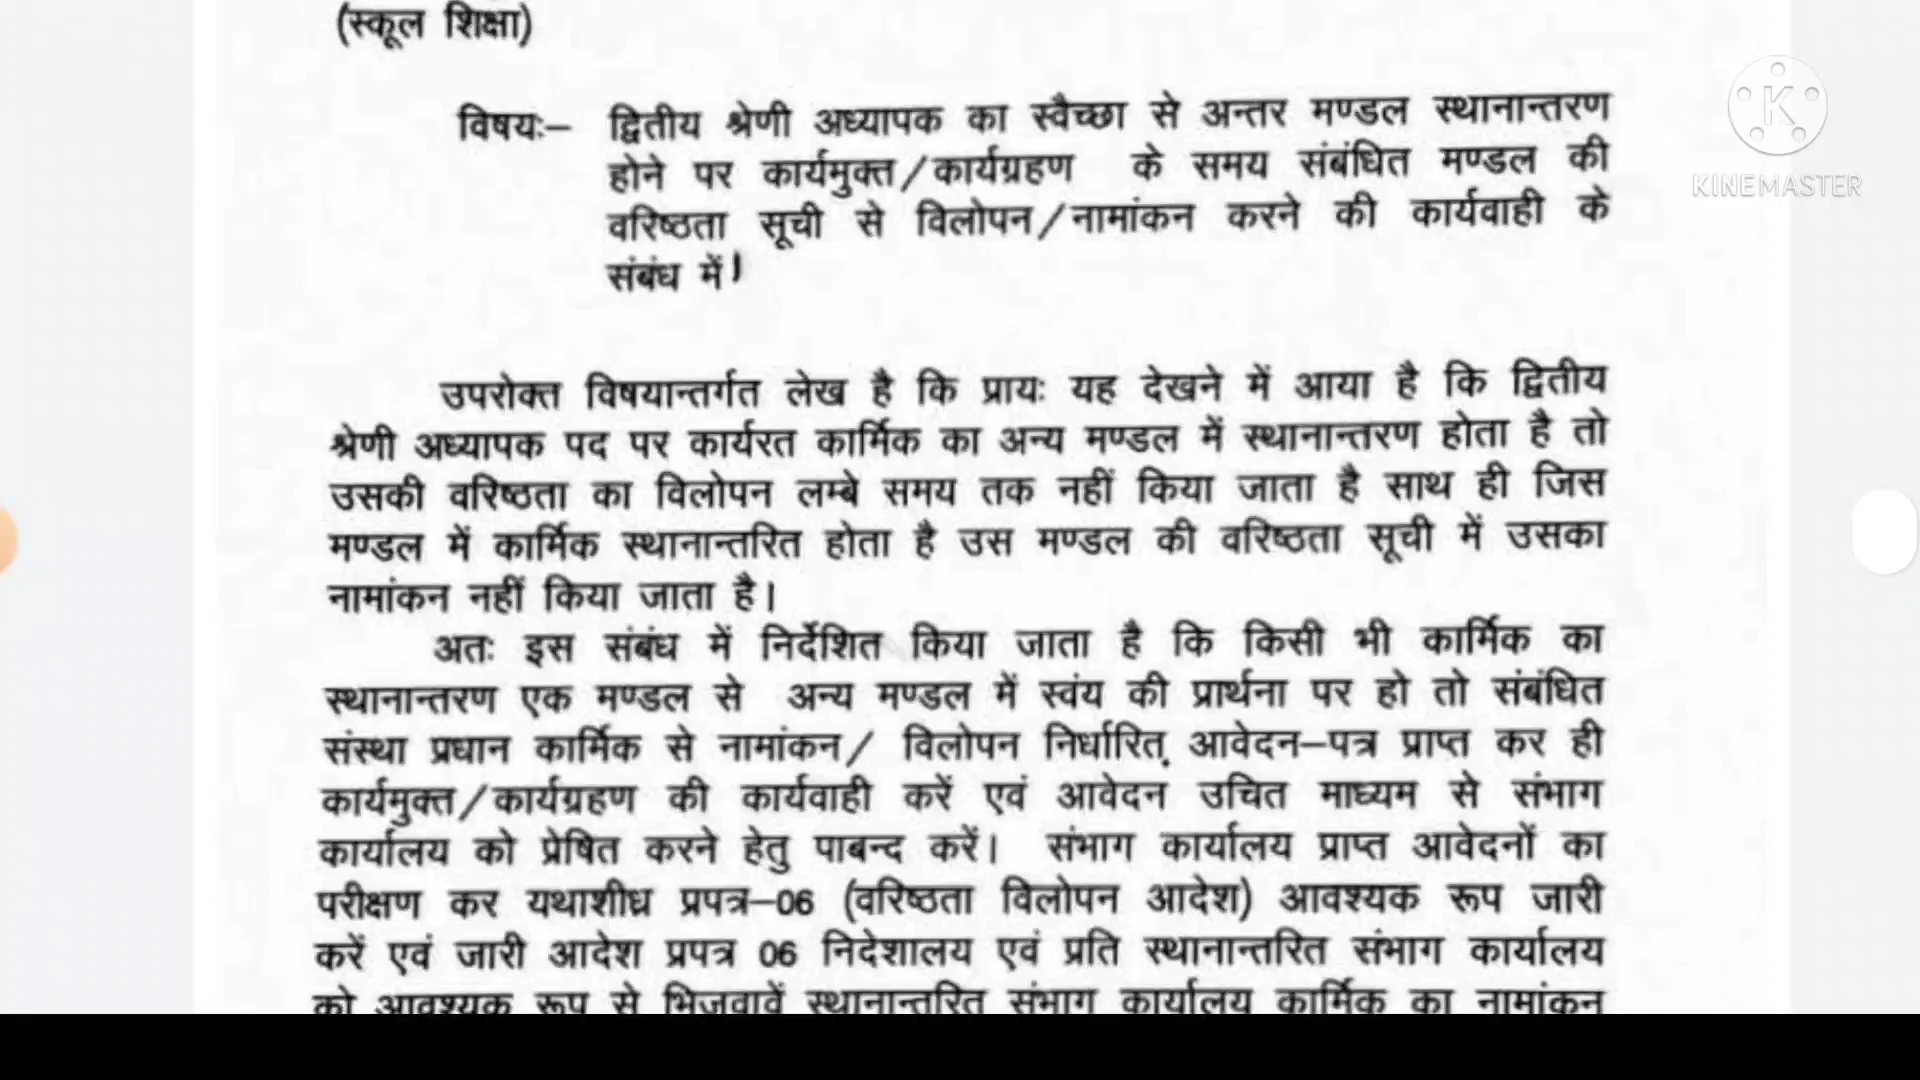 (स्कूल शिक्षा)
विषयः– द्वितीय श्रेणी अध्यापक का स्वैच्छा से अन्तर मण्डल स्थानान्तरण
होने पर कार्यमुक्त/कार्यग्रहण के समय संबंधित मण्डल की
वरिष्ठता सूची से विलोपन/नामांकन करने की कार्यवाही के
संबंध में।
KINEMASTER
उपरोक्त विषयान्तर्गत लेख है कि प्रायः यह देखने में आया है कि द्वितीय
श्रेणी अध्यापक पद पर कार्यरत कार्मिक का अन्य मण्डल में स्थानान्तरण होता है तो
उसकी वरिष्ठता का विलोपन लम्बे समय तक नहीं किया जाता है साथ ही जिस
मण्डल में कार्मिक स्थानान्तरित होता है उस मण्डल की वरिष्ठता सूची में उसका
नामांकन नहीं किया जाता है।
अतः इस संबंध में निर्देशित किया जाता है कि किसी भी कार्मिक का
स्थानान्तरण एक मण्डल से अन्य मण्डल में स्वंय की प्रार्थना पर हो तो संबंधित
संस्था प्रधान कार्मिक से नामांकन/ विलोपन निर्धारित आवेदन–पत्र प्राप्त कर ही
कार्यमुक्त/कार्यग्रहण की कार्यवाही करें एवं आवेदन उचित माध्यम से संभाग
कार्यालय को प्रेषित करने हेतु पाबन्द करें। संभाग कार्यालय प्राप्त आवेदनों का
परीक्षण कर यथाशीघ्र प्रपत्र–06 (वरिष्ठता विलोपन आदेश) आवश्यक रूप जारी
करें एवं जारी आदेश प्रपत्र 06 निदेशालय एवं प्रति स्थानान्तरित संभाग कार्यालय
को आवश्यक रूप से भिजवावें स्थानान्तरित संभाग कार्यालय कार्मिक का नामांकन